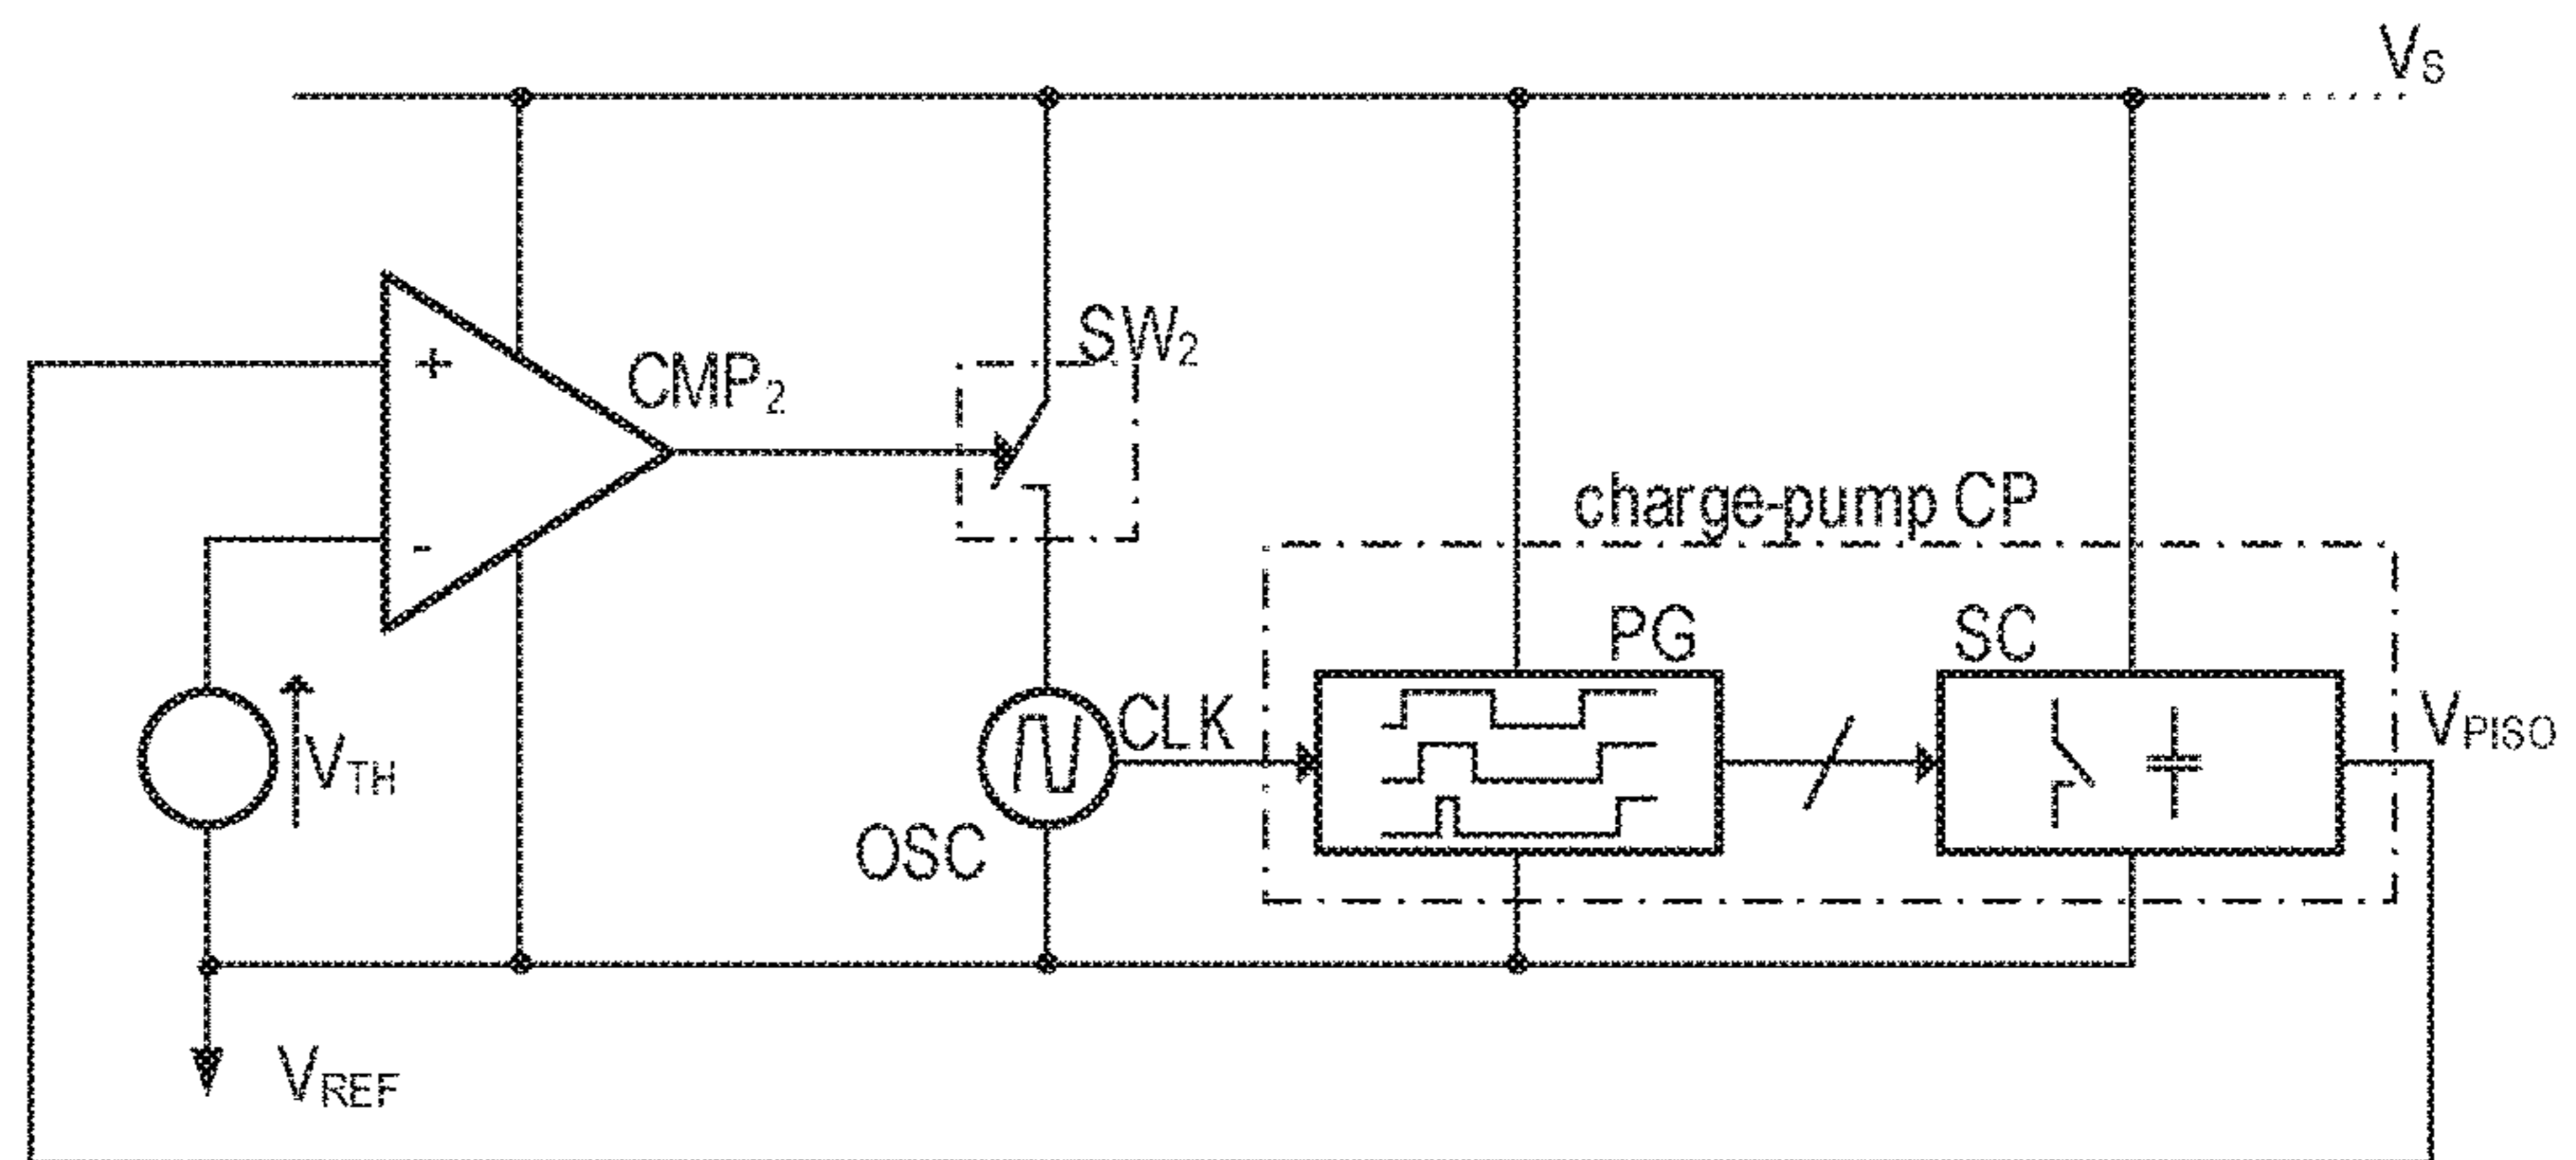 VS
SW2
CMP2
+
-
charge-pump CP
PG
SC
CLK
VPISO
VTH
OSC
VREF